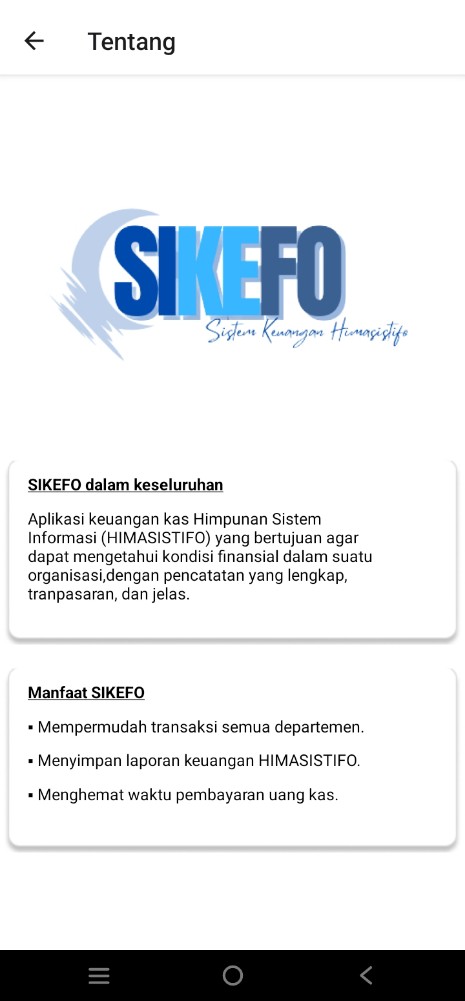 Tentang
SIKEFO
Sistem Keuangan Himasistifo
SIKEFO dalam keseluruhan
Aplikasi keuangan kas Himpunan Sistem
Informasi (HIMASISTIFO) yang bertujuan agar
dapat mengetahui kondisi finansial dalam suatu
organisasi,dengan pencatatan yang lengkap,
tranpasaran, dan jelas.
Manfaat SIKEFO
▪ Mempermudah transaksi semua departemen.
▪ Menyimpan laporan keuangan HIMASISTIFO.
▪ Menghemat waktu pembayaran uang kas.